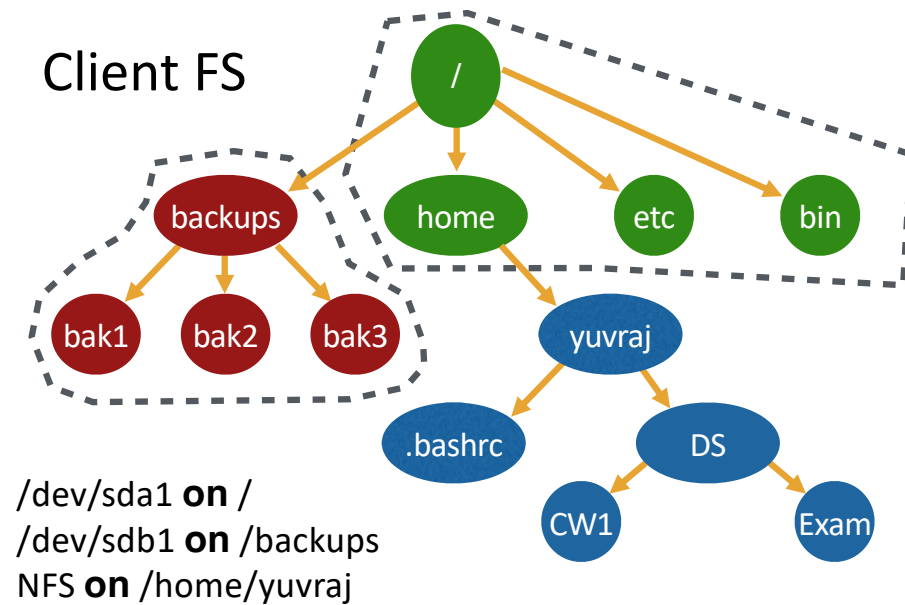 Client FS
/
backups
home
etc
bin
bak1
bak2
bak3
yuvraj
.bashrc
DS
CW1
Exam
/dev/sda1 on /
/dev/sdb1 on /backups
NFS on /home/yuvraj